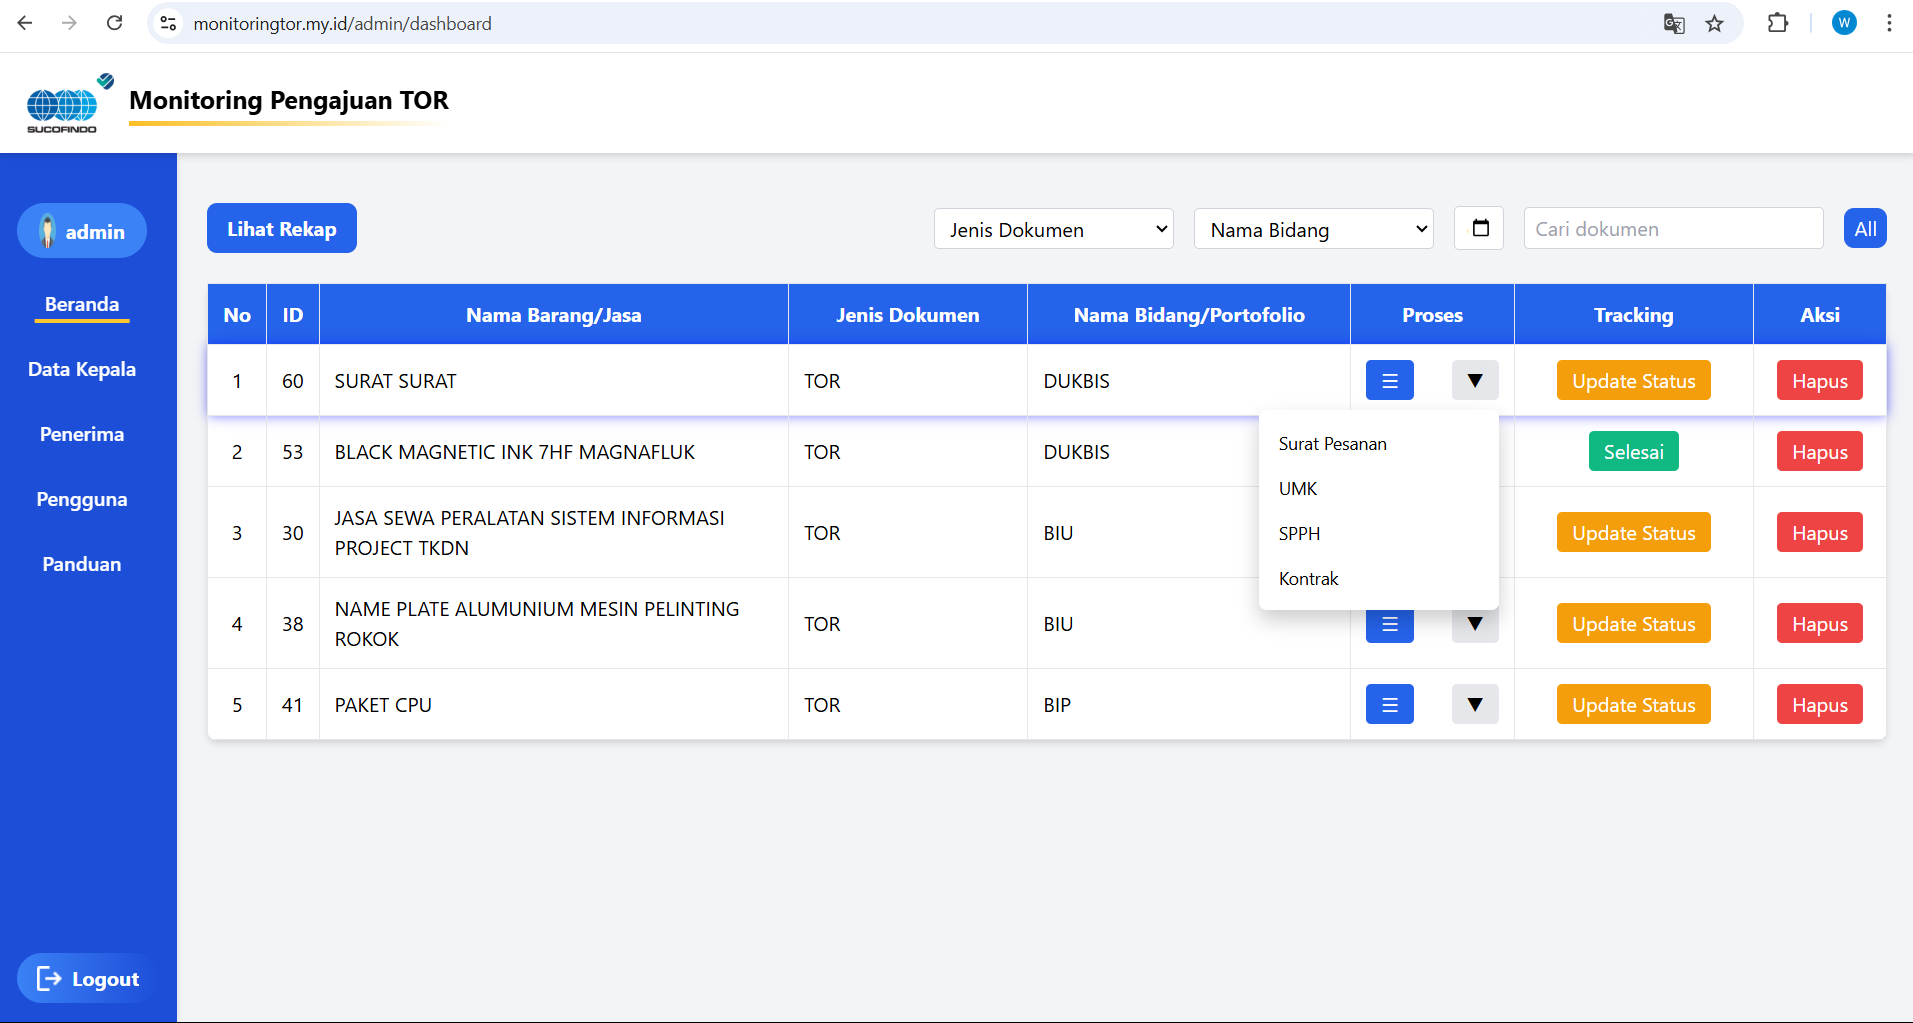 monitoringtor.my.id/admin/dashboard
W
SUCOFINDO
Monitoring Pengajuan TOR
admin
Beranda
Data Kepala
Penerima
Pengguna
Panduan
Logout
Lihat Rekap
Jenis Dokumen
Nama Bidang
Cari dokumen
All
No ID Nama Barang/Jasa Jenis Dokumen Nama Bidang/Portofolio Proses Tracking Aksi
1 60 SURAT SURAT TOR DUKBIS ☰ ▼ Update Status Hapus
Surat Pesanan
UMK
SPPH
Kontrak
2 53 BLACK MAGNETIC INK 7HF MAGNAFLUK TOR DUKBIS Selesai Hapus
3 30 JASA SEWA PERALATAN SISTEM INFORMASI
PROJECT TKDN TOR BIU Update Status Hapus
4 38 NAME PLATE ALUMUNIUM MESIN PELINTING
ROKOK TOR BIU ☰ ▼ Update Status Hapus
5 41 PAKET CPU TOR BIP ☰ ▼ Update Status Hapus